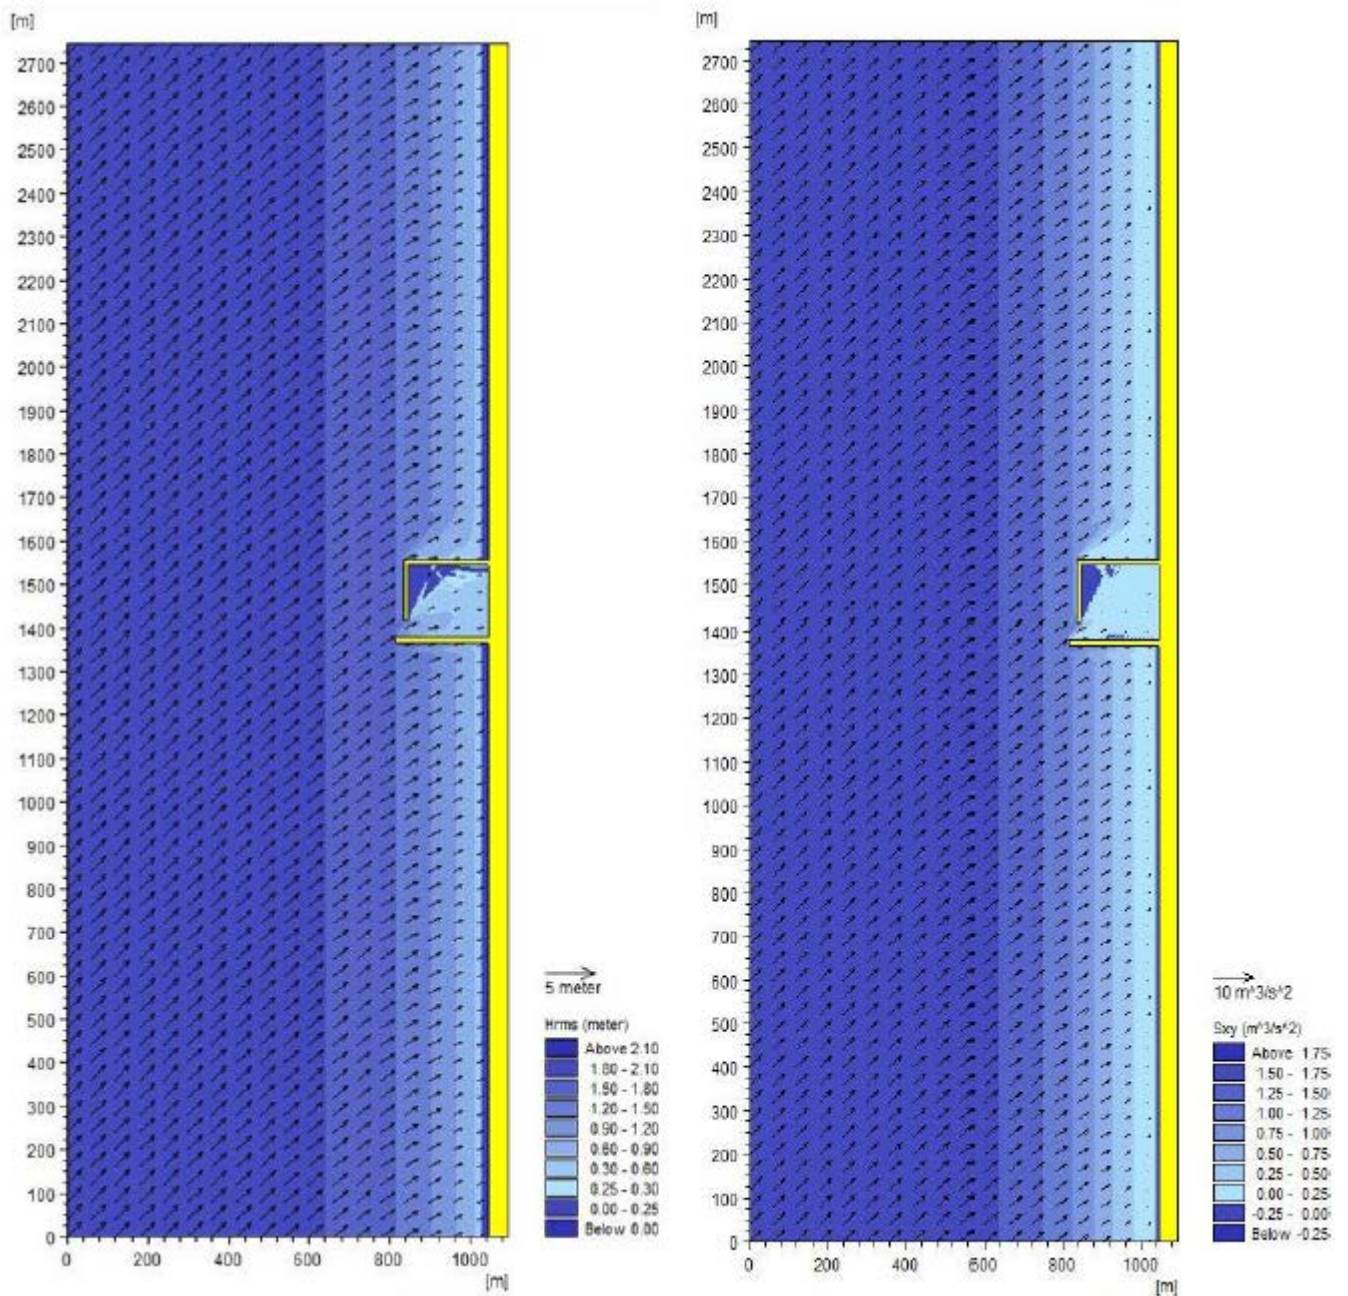 [m]
2700
2600
2500
2400
2300
2200
2100
2000
1900
1800
1700
1600
1500
1400
1300
1200
1100
1000
900
800
700
600
500
400
300
200
100
0
0 200 400 600 800 1000
[m]
5 meter
Hrms (meter)
Above 2.10
1.80 - 2.10
1.50 - 1.80
1.20 - 1.50
0.90 - 1.20
0.60 - 0.90
0.30 - 0.60
0.25 - 0.30
0.00 - 0.25
Below 0.00
[m]
2700
2600
2500
2400
2300
2200
2100
2000
1900
1800
1700
1600
1500
1400
1300
1200
1100
1000
900
800
700
600
500
400
300
200
100
0
0 200 400 600 800 1000
[m]
10 m^3/s^2
Sxy (m^3/s^2)
Above 1.75
1.50 - 1.75
1.25 - 1.50
1.00 - 1.25
0.75 - 1.00
0.50 - 0.75
0.25 - 0.50
0.00 - 0.25
-0.25 - 0.00
Below -0.25